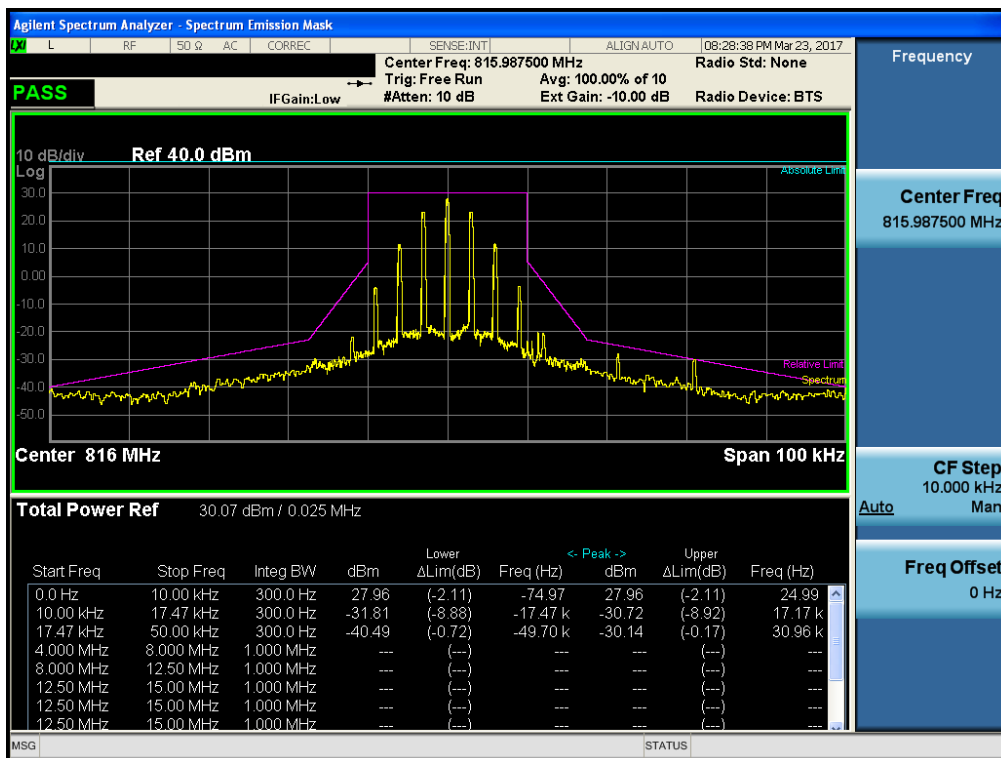 Agilent Spectrum Analyzer - Spectrum Emission Mask
LXI L RF 50 Ω AC CORREC SENSE:INT ALIGN AUTO 08:28:38 PM Mar 23, 2017
Center Freq: 815.987500 MHz Radio Std: None
Trig: Free Run Avg: 100.00% of 10
PASS IFGain:Low #Atten: 10 dB Ext Gain: -10.00 dB Radio Device: BTS
10 dB/div Ref 40.0 dBm
Log
Absolute Limit
30.0
20.0
10.0
0.00
-10.0
-20.0
-30.0
Relative Limit
Spectrum
-40.0
-50.0
Center 816 MHz Span 100 kHz
Total Power Ref 30.07 dBm / 0.025 MHz
Lower <- Peak -> Upper
Start Freq Stop Freq Integ BW dBm ΔLim(dB) Freq (Hz) dBm ΔLim(dB) Freq (Hz)
0.0 Hz 10.00 kHz 300.0 Hz 27.96 (-2.11) -74.97 27.96 (-2.11) 24.99
10.00 kHz 17.47 kHz 300.0 Hz -31.81 (-8.88) -17.47 k -30.72 (-8.92) 17.17 k
17.47 kHz 50.00 kHz 300.0 Hz -40.49 (-0.72) -49.70 k -30.14 (-0.17) 30.96 k
4.000 MHz 8.000 MHz 1.000 MHz --- (---) --- --- (---) ---
8.000 MHz 12.50 MHz 1.000 MHz --- (---) --- --- (---) ---
12.50 MHz 15.00 MHz 1.000 MHz --- (---) --- --- (---) ---
12.50 MHz 15.00 MHz 1.000 MHz --- (---) --- --- (---) ---
12.50 MHz 15.00 MHz 1.000 MHz --- (---) --- --- (---) ---
MSG STATUS
Frequency
Center Freq
815.987500 MHz
CF Step
10.000 kHz
Auto Man
Freq Offset
0 Hz